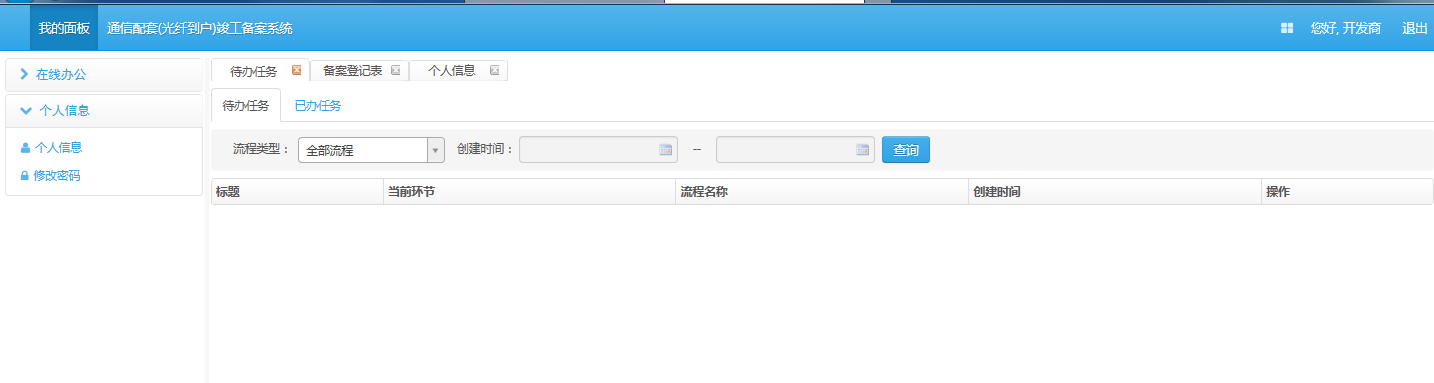 我的面板 通信配套(光纤到户)竣工备案系统 您好, 开发商 退出
在线办公
个人信息
个人信息
修改密码
待办任务 备案登记表 个人信息
待办任务 已办任务
流程类型： 全部流程 创建时间： -- 查询
标题 当前环节 流程名称 创建时间 操作